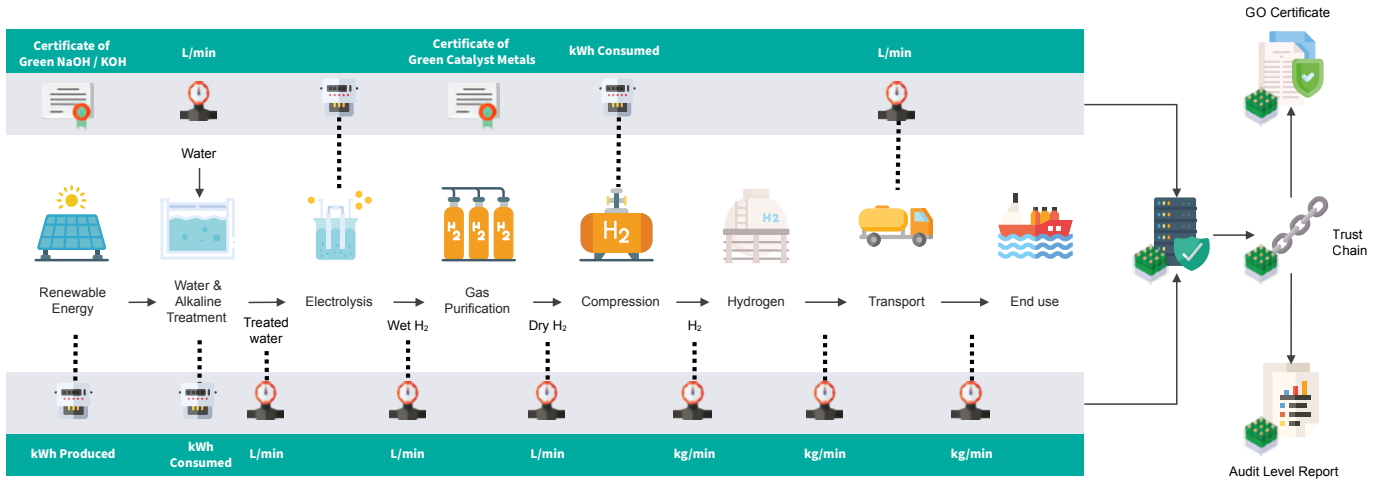 GO Certificate
Certificate of
Green NaOH / KOH
L/min
Certificate of
Green Catalyst Metals
kWh Consumed
L/min
Water
H2
H2
H2
H2
H2
Trust
Chain
Renewable
Energy
Water &
Alkaline
Treatment
Electrolysis
Gas
Purification
Compression
Hydrogen
Transport
End use
Treated
water
Wet H₂
Dry H₂
H₂
kWh Produced
kWh
Consumed
L/min
L/min
L/min
kg/min
kg/min
kg/min
Audit Level Report